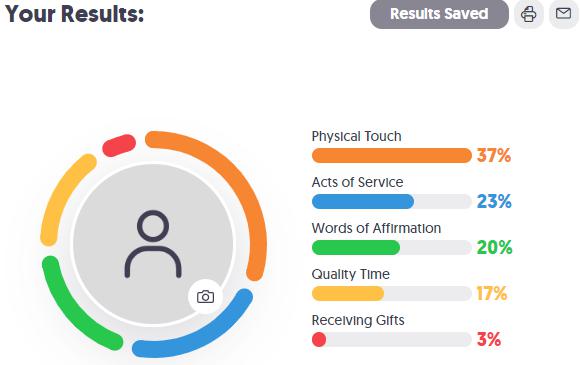 Your Results:
Results Saved
Physical Touch
37%
Acts of Service
23%
Words of Affirmation
20%
Quality Time
17%
Receiving Gifts
3%